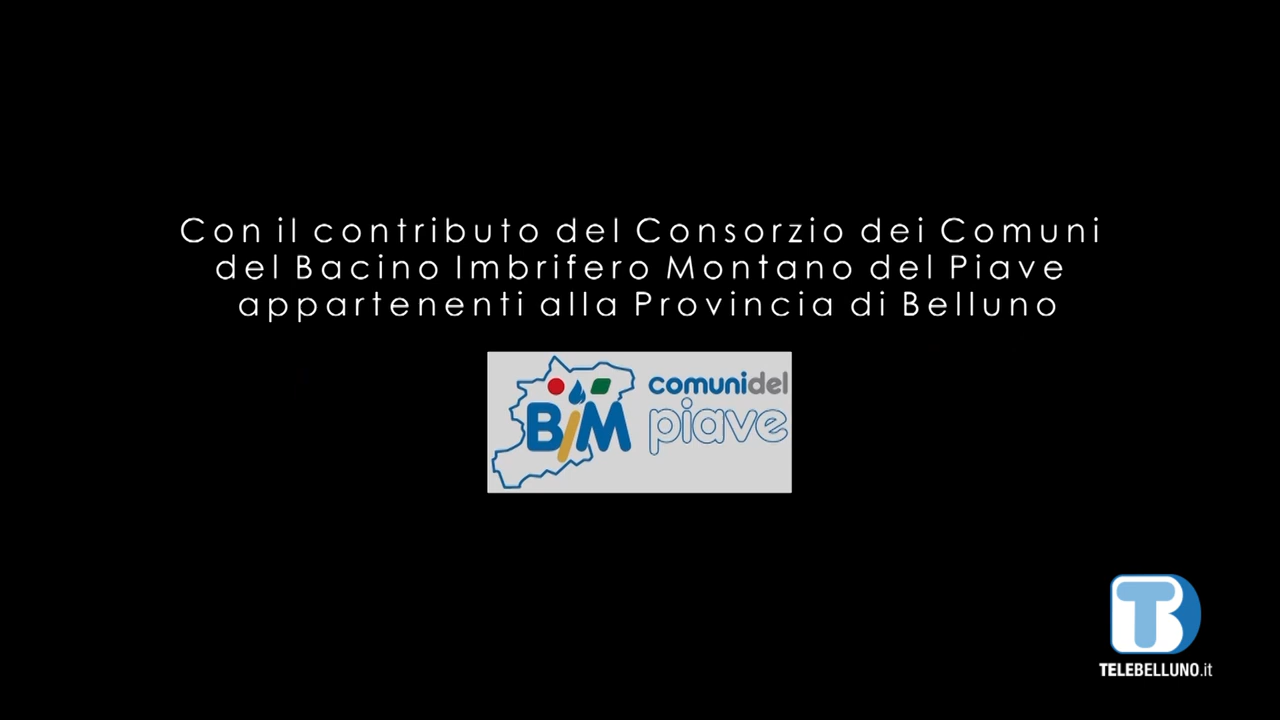 Con il contributo del Consorzio dei Comuni
del Bacino Imbrifero Montano del Piave
appartenenti alla Provincia di Belluno
BiM
comunidel
piave
TB
TELEBELLUNO.it